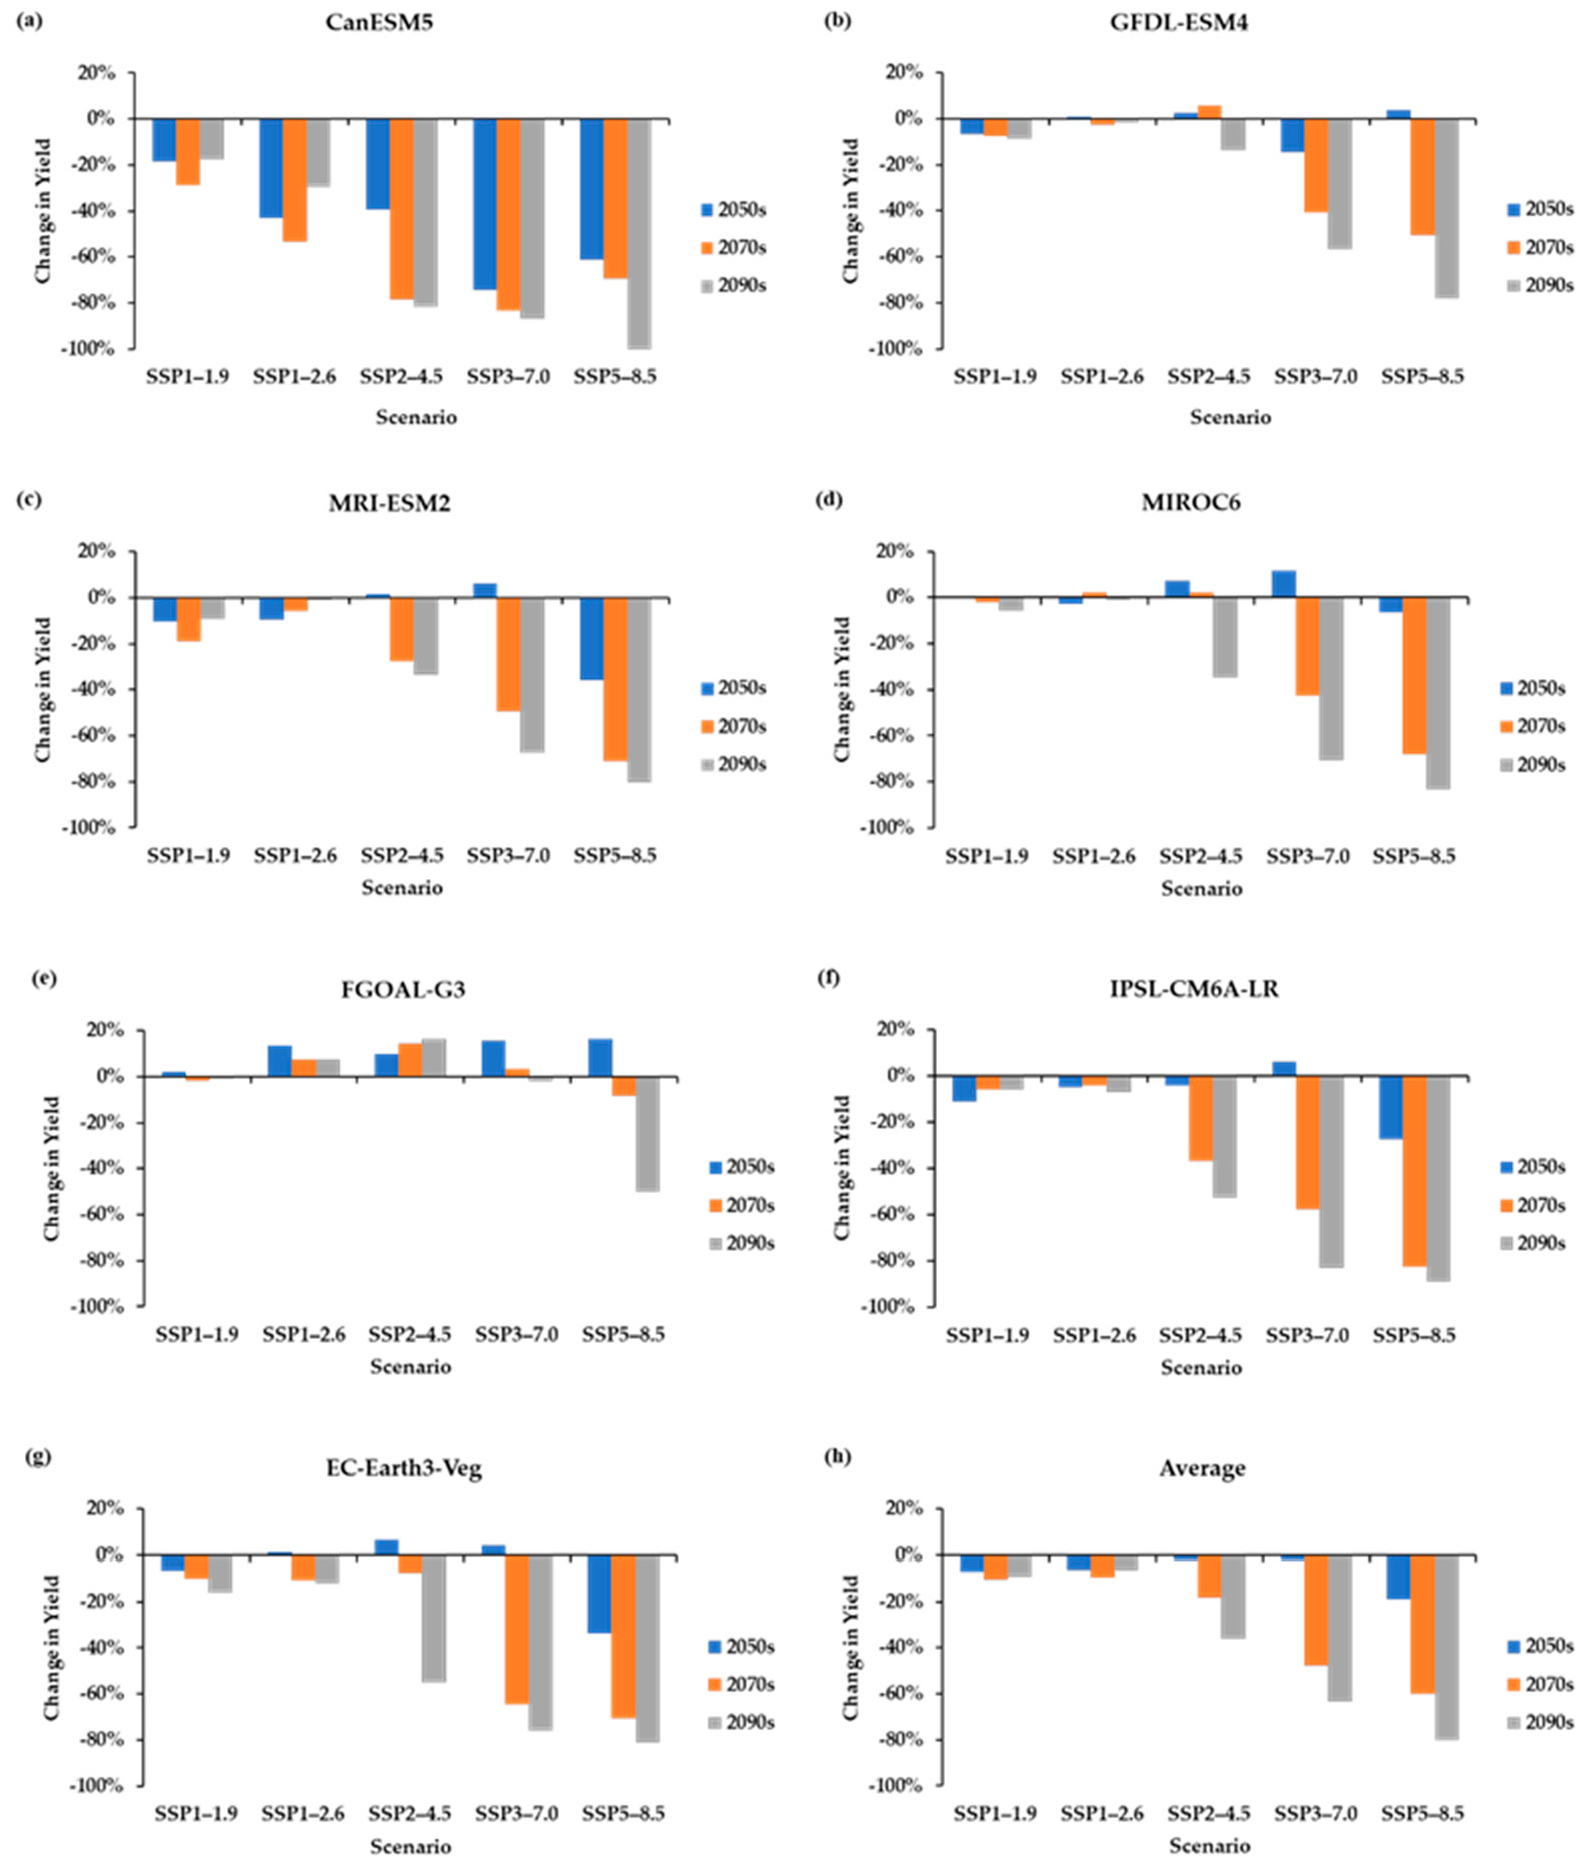 (a)
CanESM5
20%
0%
-20%
-40%
-60%
-80%
-100%
Change in Yield
SSP1–1.9 SSP1–2.6 SSP2–4.5 SSP3–7.0 SSP5–8.5
Scenario
2050s
2070s
2090s
(b)
GFDL-ESM4
20%
0%
-20%
-40%
-60%
-80%
-100%
Change in Yield
SSP1–1.9 SSP1–2.6 SSP2–4.5 SSP3–7.0 SSP5–8.5
Scenario
2050s
2070s
2090s
(c)
MRI-ESM2
20%
0%
-20%
-40%
-60%
-80%
-100%
Change in Yield
SSP1–1.9 SSP1–2.6 SSP2–4.5 SSP3–7.0 SSP5–8.5
Scenario
2050s
2070s
2090s
(d)
MIROC6
20%
0%
-20%
-40%
-60%
-80%
-100%
Change in Yield
SSP1–1.9 SSP1–2.6 SSP2–4.5 SSP3–7.0 SSP5–8.5
Scenario
2050s
2070s
2090s
(e)
FGOAL-G3
20%
0%
-20%
-40%
-60%
-80%
-100%
Change in Yield
SSP1–1.9 SSP1–2.6 SSP2–4.5 SSP3–7.0 SSP5–8.5
Scenario
2050s
2070s
2090s
(f)
IPSL-CM6A-LR
20%
0%
-20%
-40%
-60%
-80%
-100%
Change in Yield
SSP1–1.9 SSP1–2.6 SSP2–4.5 SSP3–7.0 SSP5–8.5
Scenario
2050s
2070s
2090s
(g)
EC-Earth3-Veg
20%
0%
-20%
-40%
-60%
-80%
-100%
Change in Yield
SSP1–1.9 SSP1–2.6 SSP2–4.5 SSP3–7.0 SSP5–8.5
Scenario
2050s
2070s
2090s
(h)
Average
20%
0%
-20%
-40%
-60%
-80%
-100%
Change in Yield
SSP1–1.9 SSP1–2.6 SSP2–4.5 SSP3–7.0 SSP5–8.5
Scenario
2050s
2070s
2090s